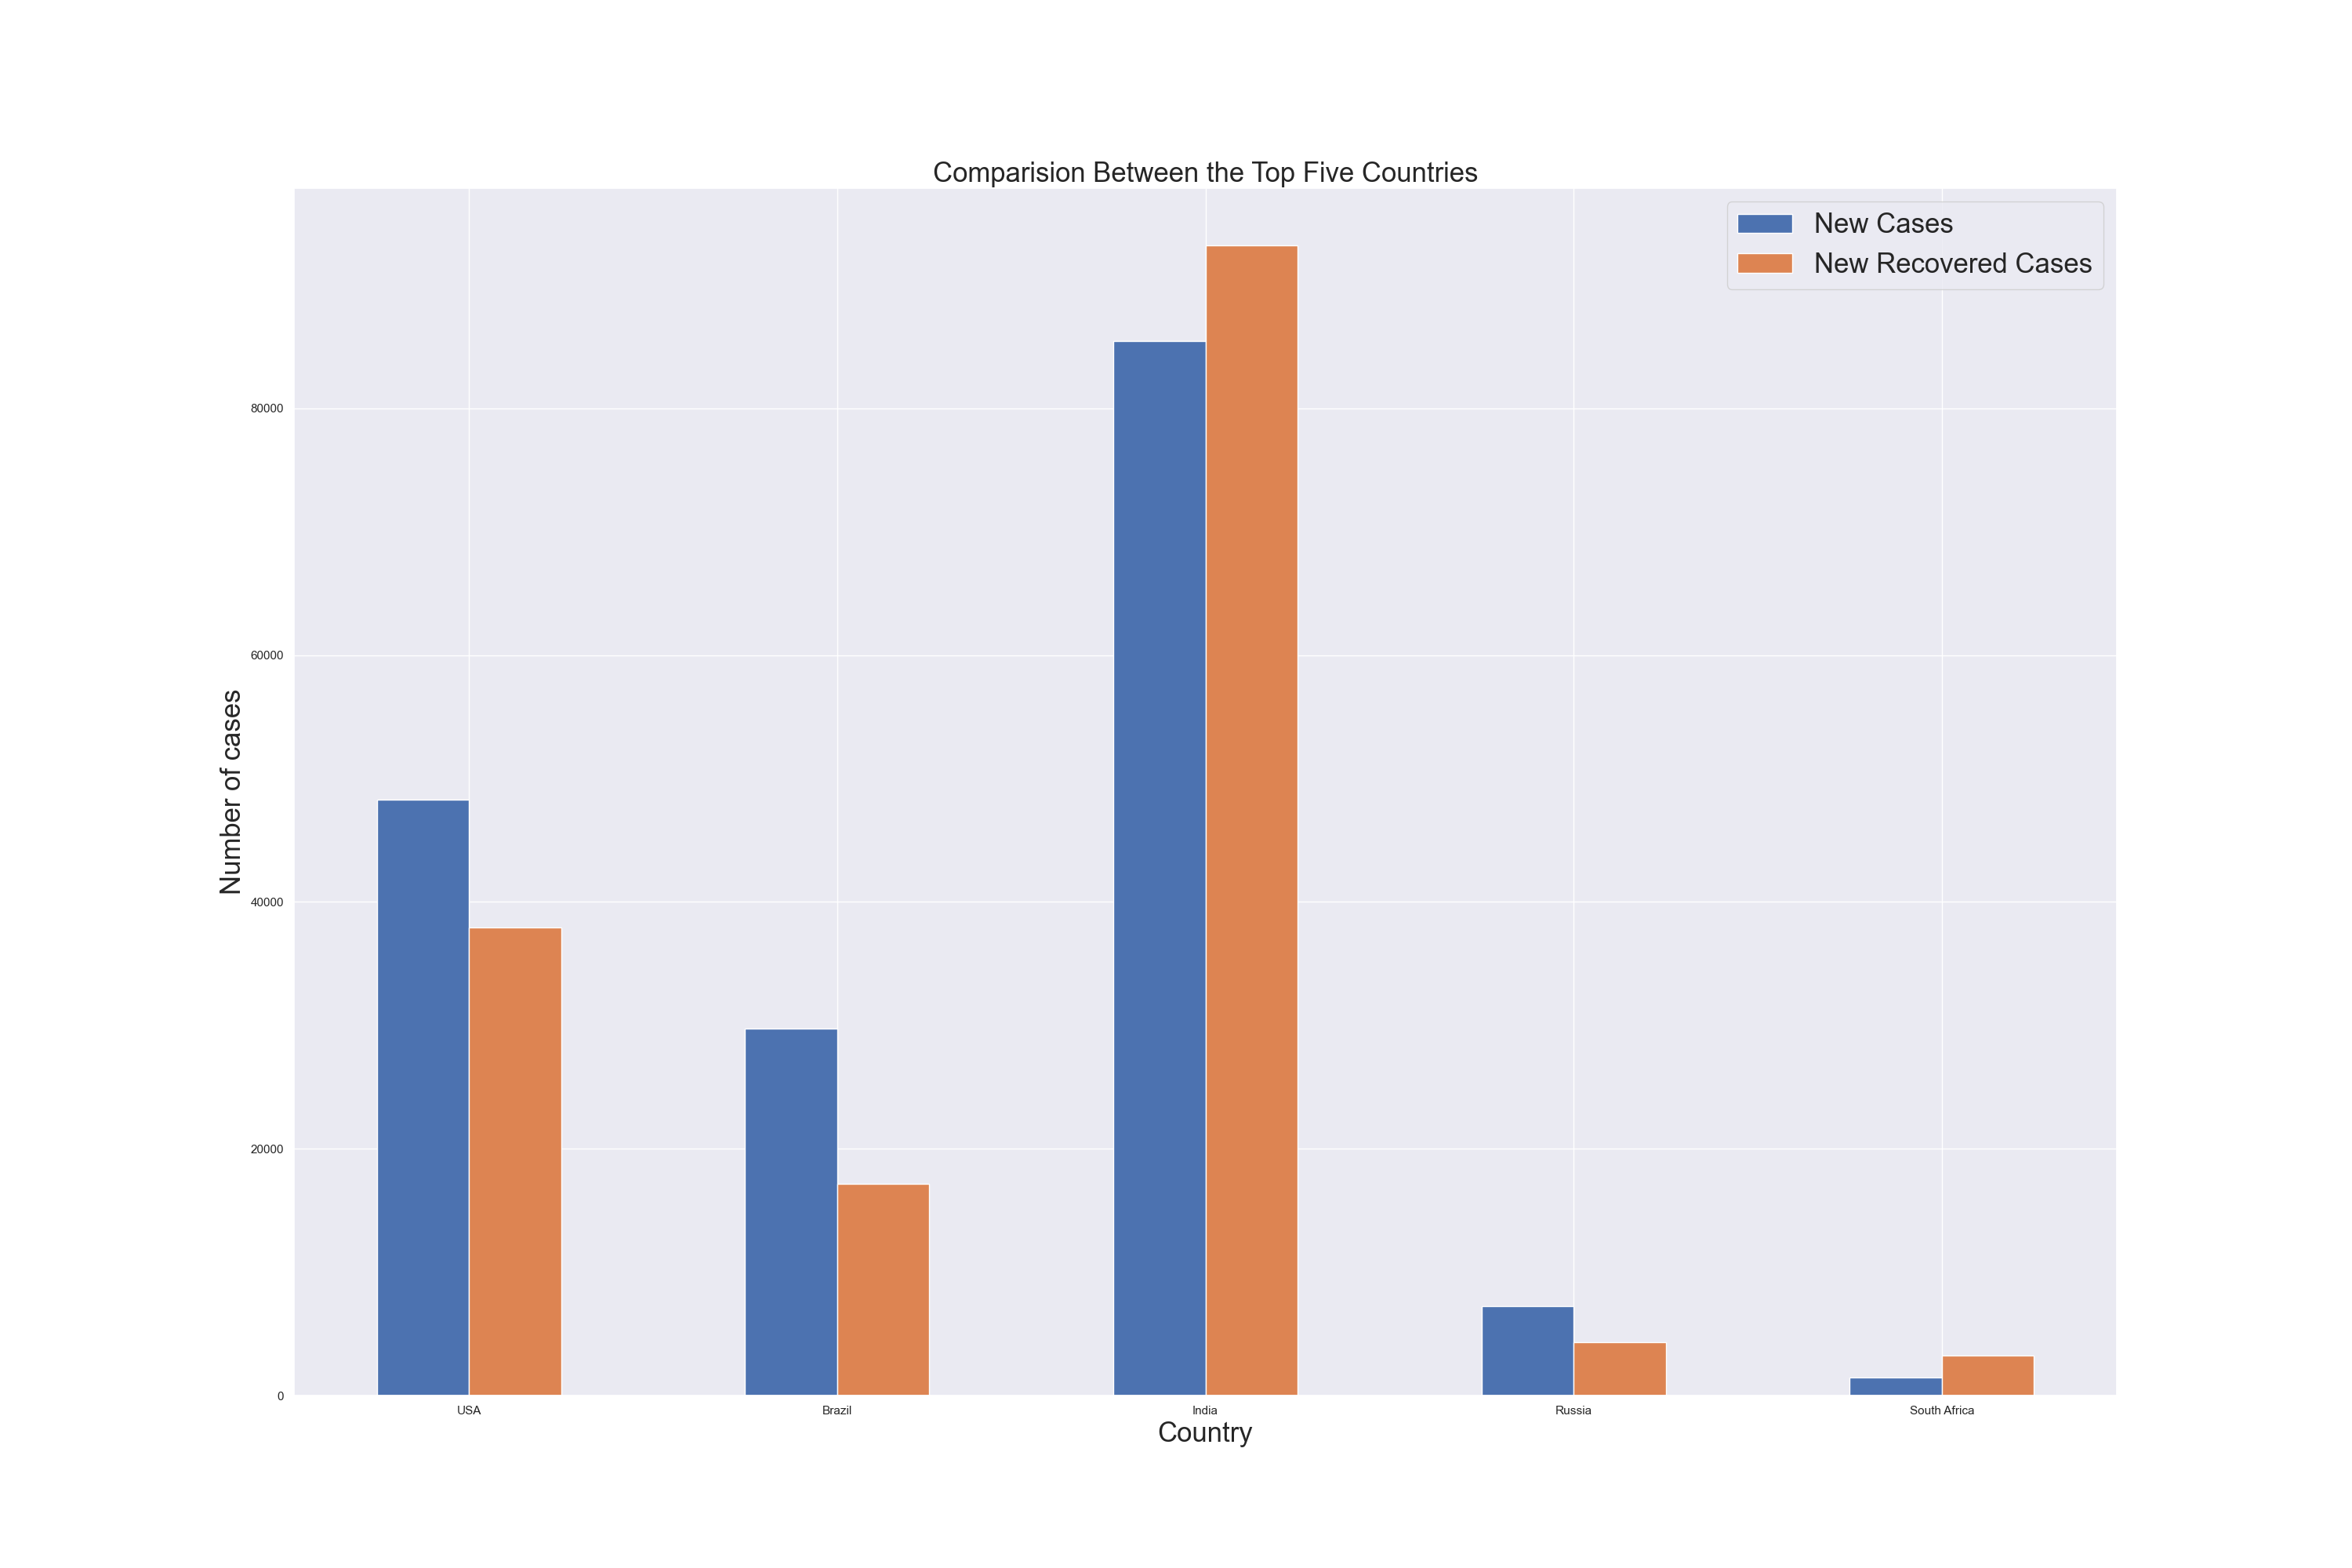 Comparision Between the Top Five Countries
New Cases
New Recovered Cases
Number of cases
80000
60000
40000
20000
0
USA
Brazil
India
Russia
South Africa
Country